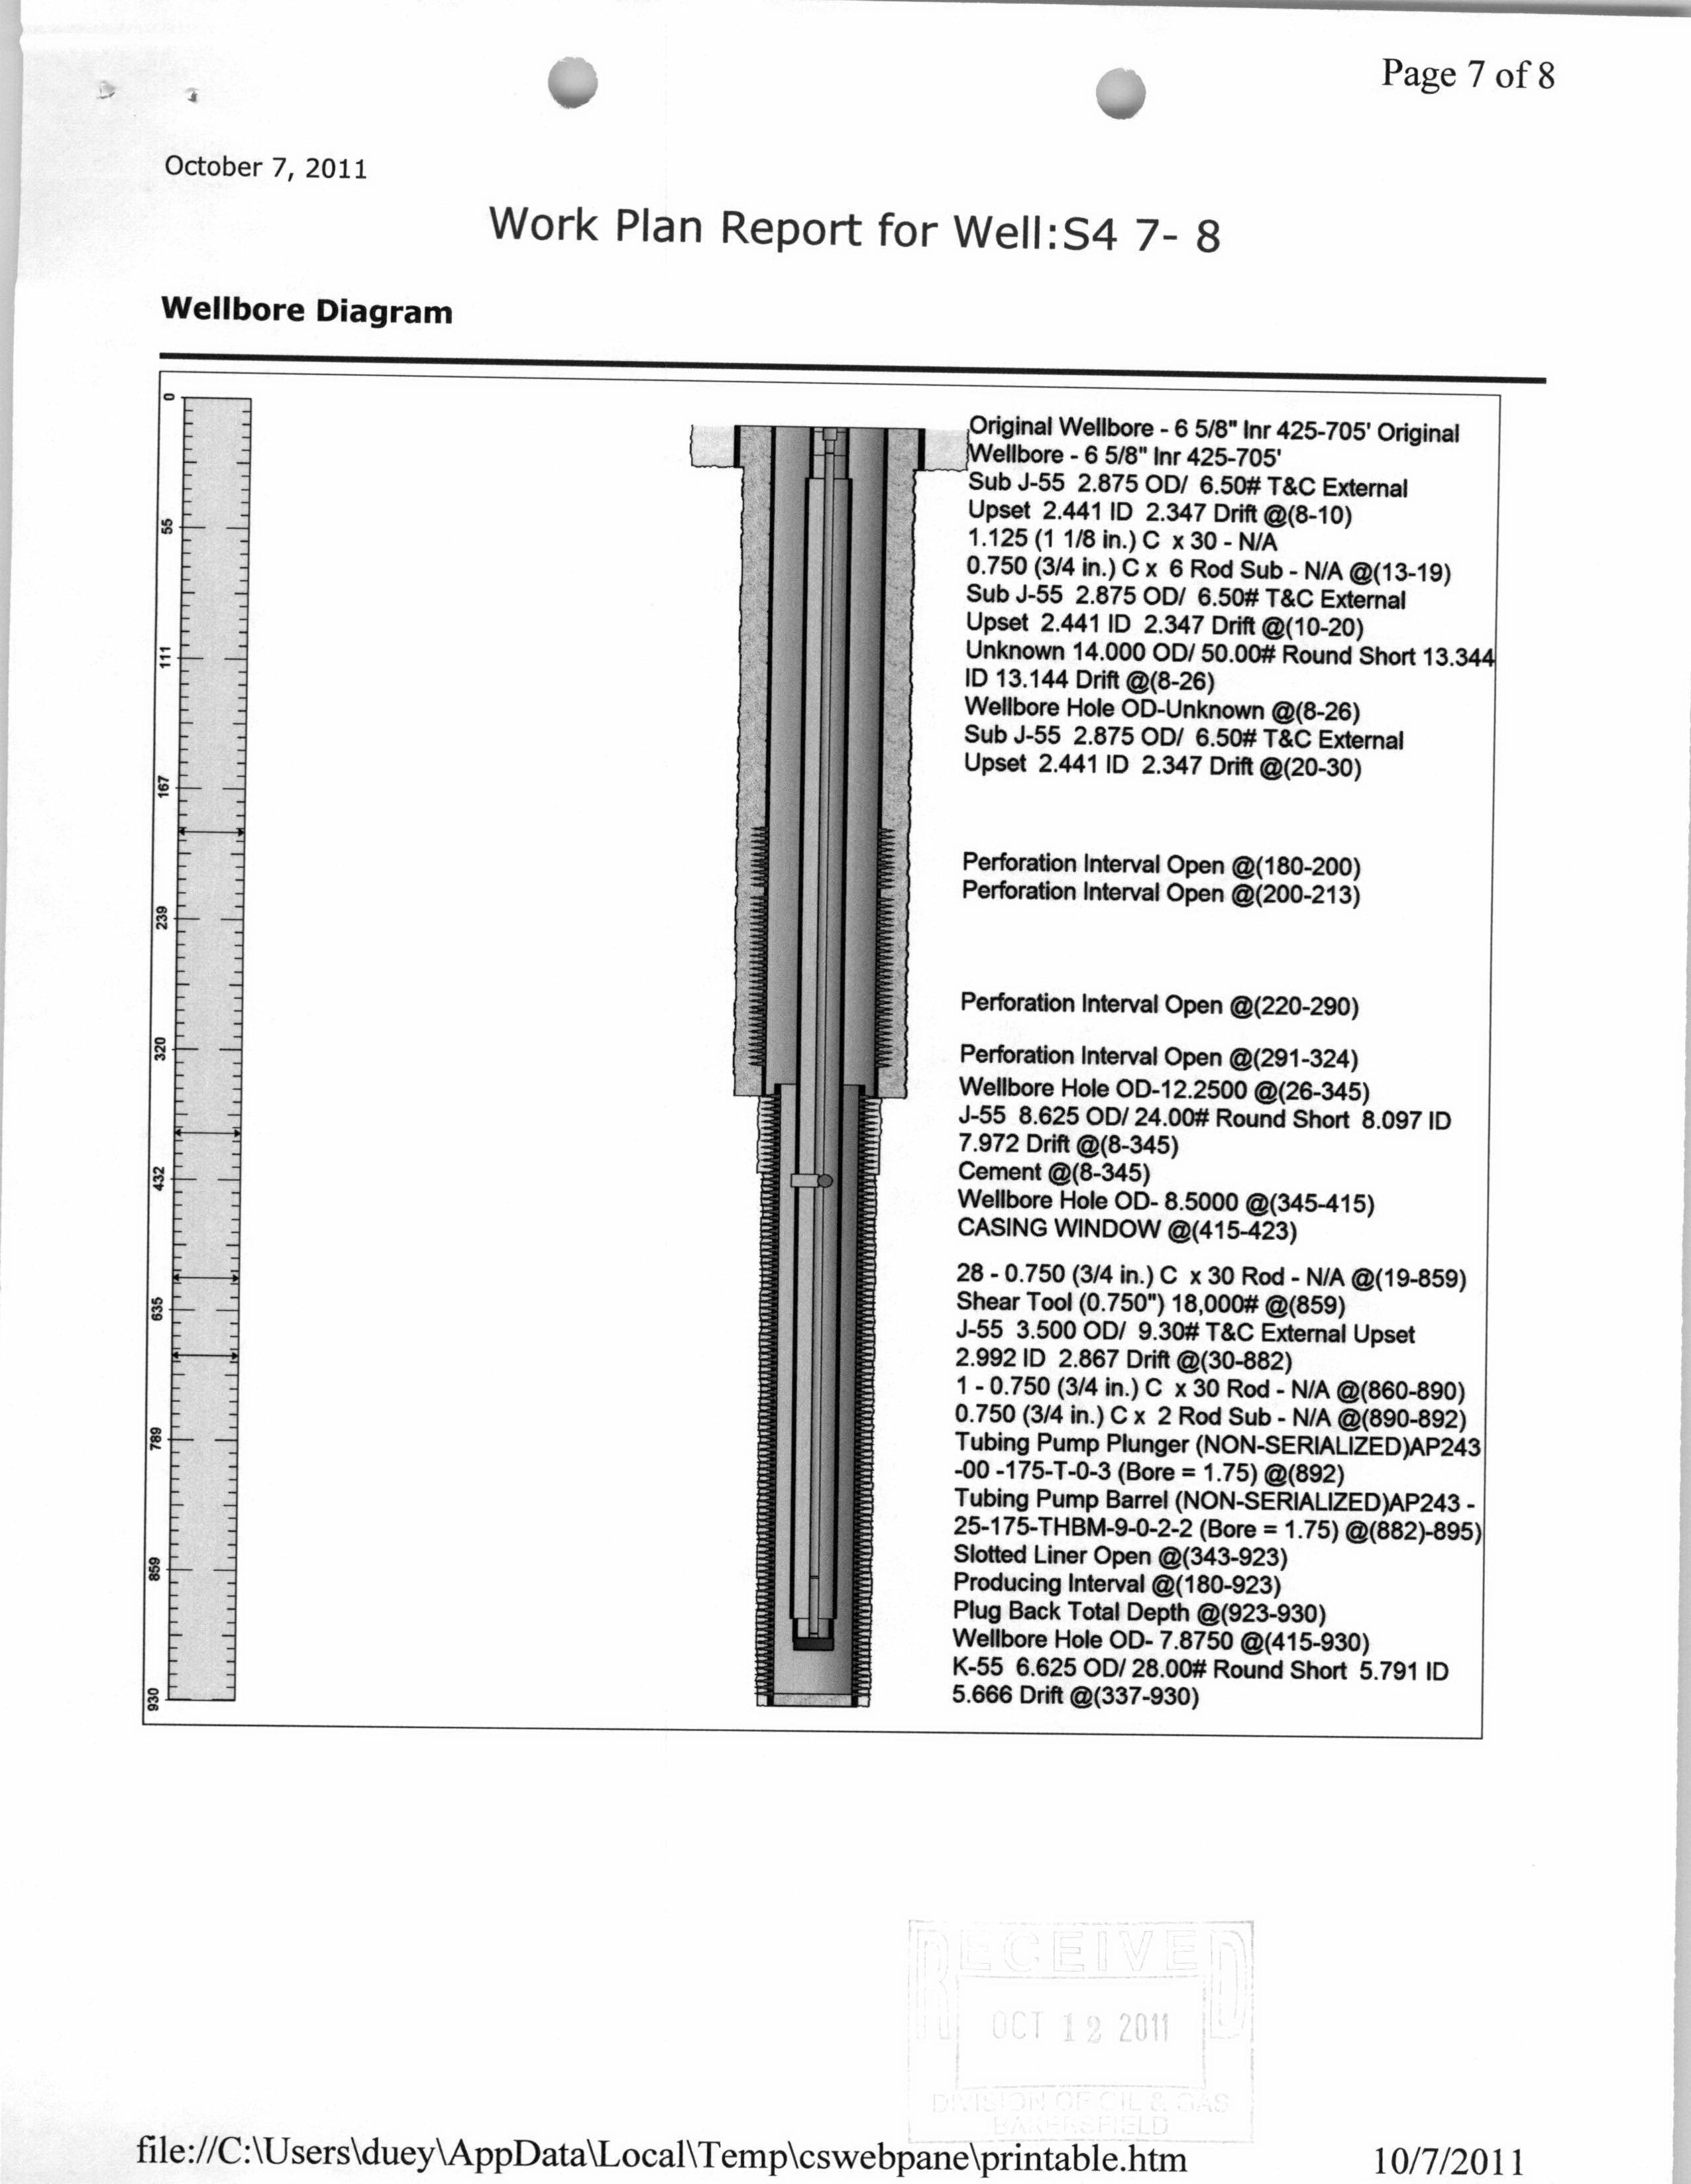 Page 7 of 8
October 7, 2011
Work Plan Report for Well:S4 7- 8
Wellbore Diagram
0
55
111
167
239
320
432
635
789
859
930
Original Wellbore - 6 5/8" lnr 425-705' Original
Wellbore - 6 5/8" lnr 425-705'
Sub J-55 2.875 OD/ 6.50# T&C External
Upset 2.441 ID 2.347 Drift @(8-10)
1.125 (1 1/8 in.) C x 30 - N/A
0.750 (3/4 in.) C x 6 Rod Sub - N/A @(13-19)
Sub J-55 2.875 OD/ 6.50# T&C External
Upset 2.441 ID 2.347 Drift @(10-20)
Unknown 14.000 OD/ 50.00# Round Short 13.344
ID 13.144 Drift @(8-26)
Wellbore Hole OD-Unknown @(8-26)
Sub J-55 2.875 OD/ 6.50# T&C External
Upset 2.441 ID 2.347 Drift @(20-30)
Perforation Interval Open @(180-200)
Perforation Interval Open @(200-213)
Perforation Interval Open @(220-290)
Perforation Interval Open @(291-324)
Wellbore Hole OD-12.2500 @(26-345)
J-55 8.625 OD/ 24.00# Round Short 8.097 ID
7.972 Drift @(8-345)
Cement @(8-345)
Wellbore Hole OD- 8.5000 @(345-415)
CASING WINDOW @(415-423)
28 - 0.750 (3/4 in.) C x 30 Rod - N/A @(19-859)
Shear Tool (0.750") 18,000# @(859)
J-55 3.500 OD/ 9.30# T&C External Upset
2.992 ID 2.867 Drift @(30-882)
1 - 0.750 (3/4 in.) C x 30 Rod - N/A @(860-890)
0.750 (3/4 in.) C x 2 Rod Sub - N/A @(890-892)
Tubing Pump Plunger (NON-SERIALIZED)AP243
-00 -175-T-0-3 (Bore = 1.75) @(892)
Tubing Pump Barrel (NON-SERIALIZED)AP243 -
25-175-THBM-9-0-2-2 (Bore = 1.75) @(882)-895)
Slotted Liner Open @(343-923)
Producing Interval @(180-923)
Plug Back Total Depth @(923-930)
Wellbore Hole OD- 7.8750 @(415-930)
K-55 6.625 OD/ 28.00# Round Short 5.791 ID
5.666 Drift @(337-930)
RECEIVED
OCT 12 2011
DIVISION OF OIL & GAS
BAKERSFIELD
file://C:\Users\duey\AppData\Local\Temp\cswebpane\printable.htm
10/7/2011